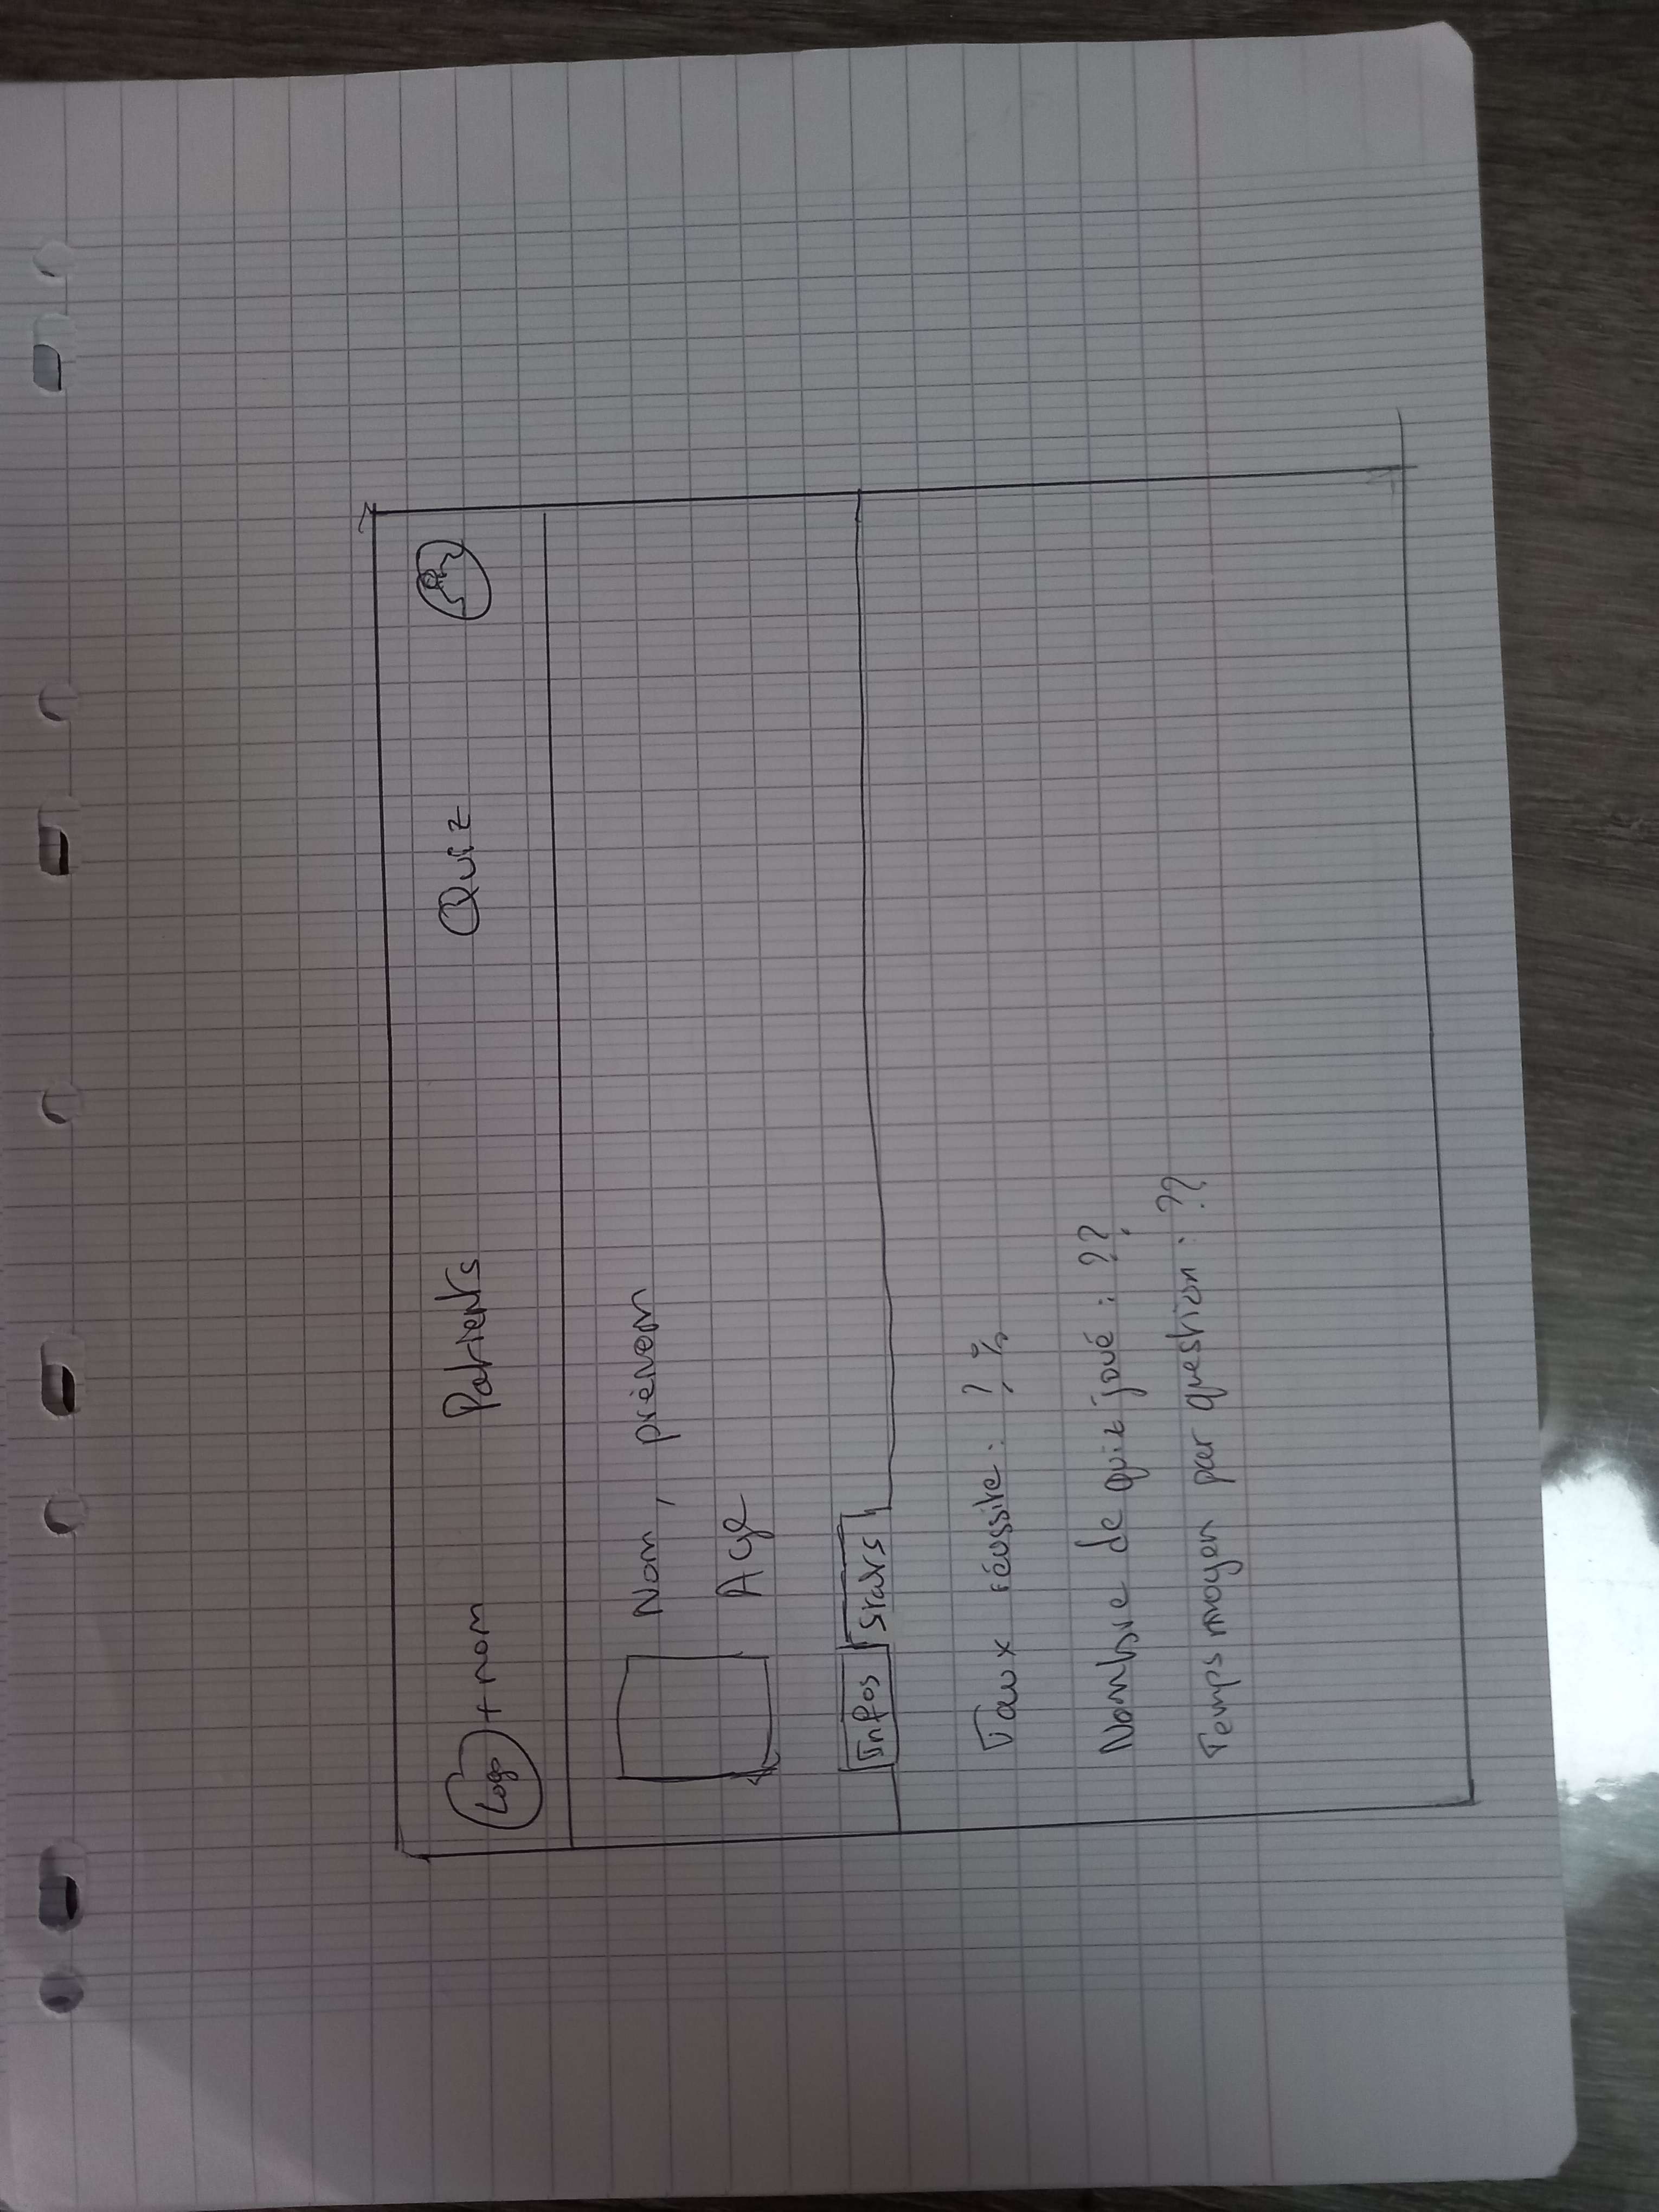 Logo + nom Patients Quiz
Nom, prénom
Age
Infos Stats
Taux réussite : ? %
Nombre de quiz joué : ??
Temps moyen par question : ??